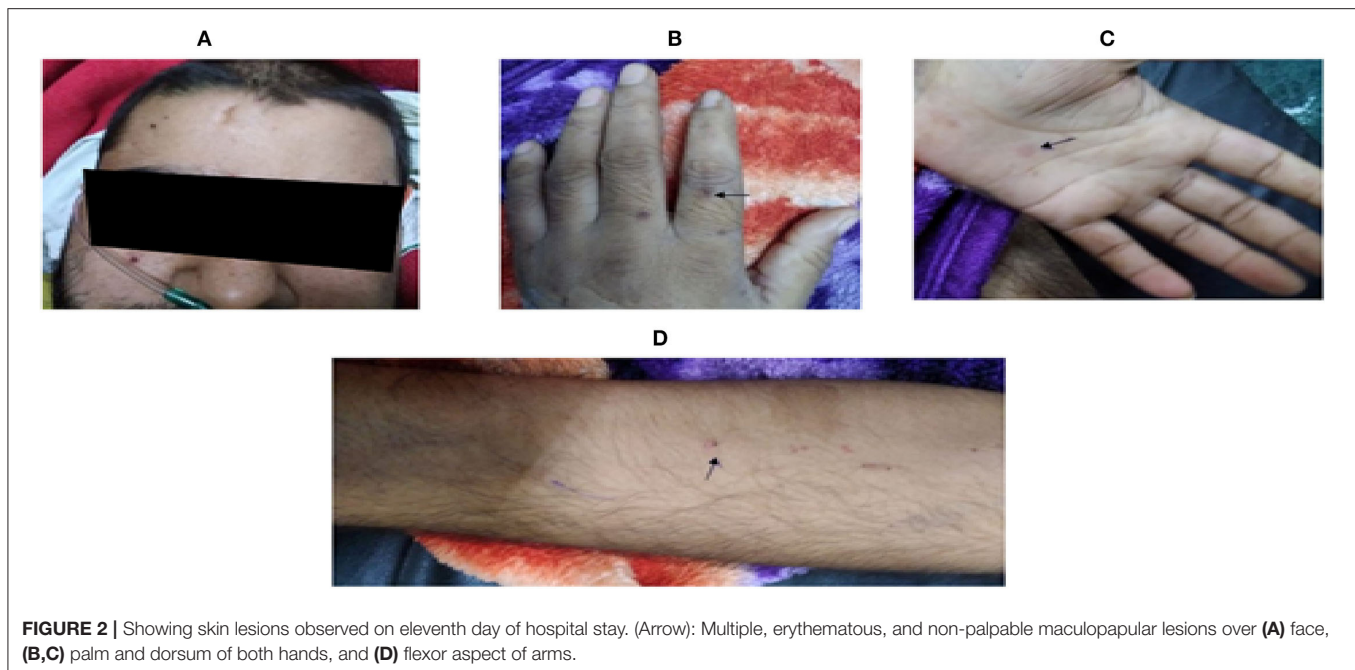 A
B
C
D
FIGURE 2 | Showing skin lesions observed on eleventh day of hospital stay. (Arrow): Multiple, erythematous, and non-palpable maculopapular lesions over (A) face,
(B,C) palm and dorsum of both hands, and (D) flexor aspect of arms.